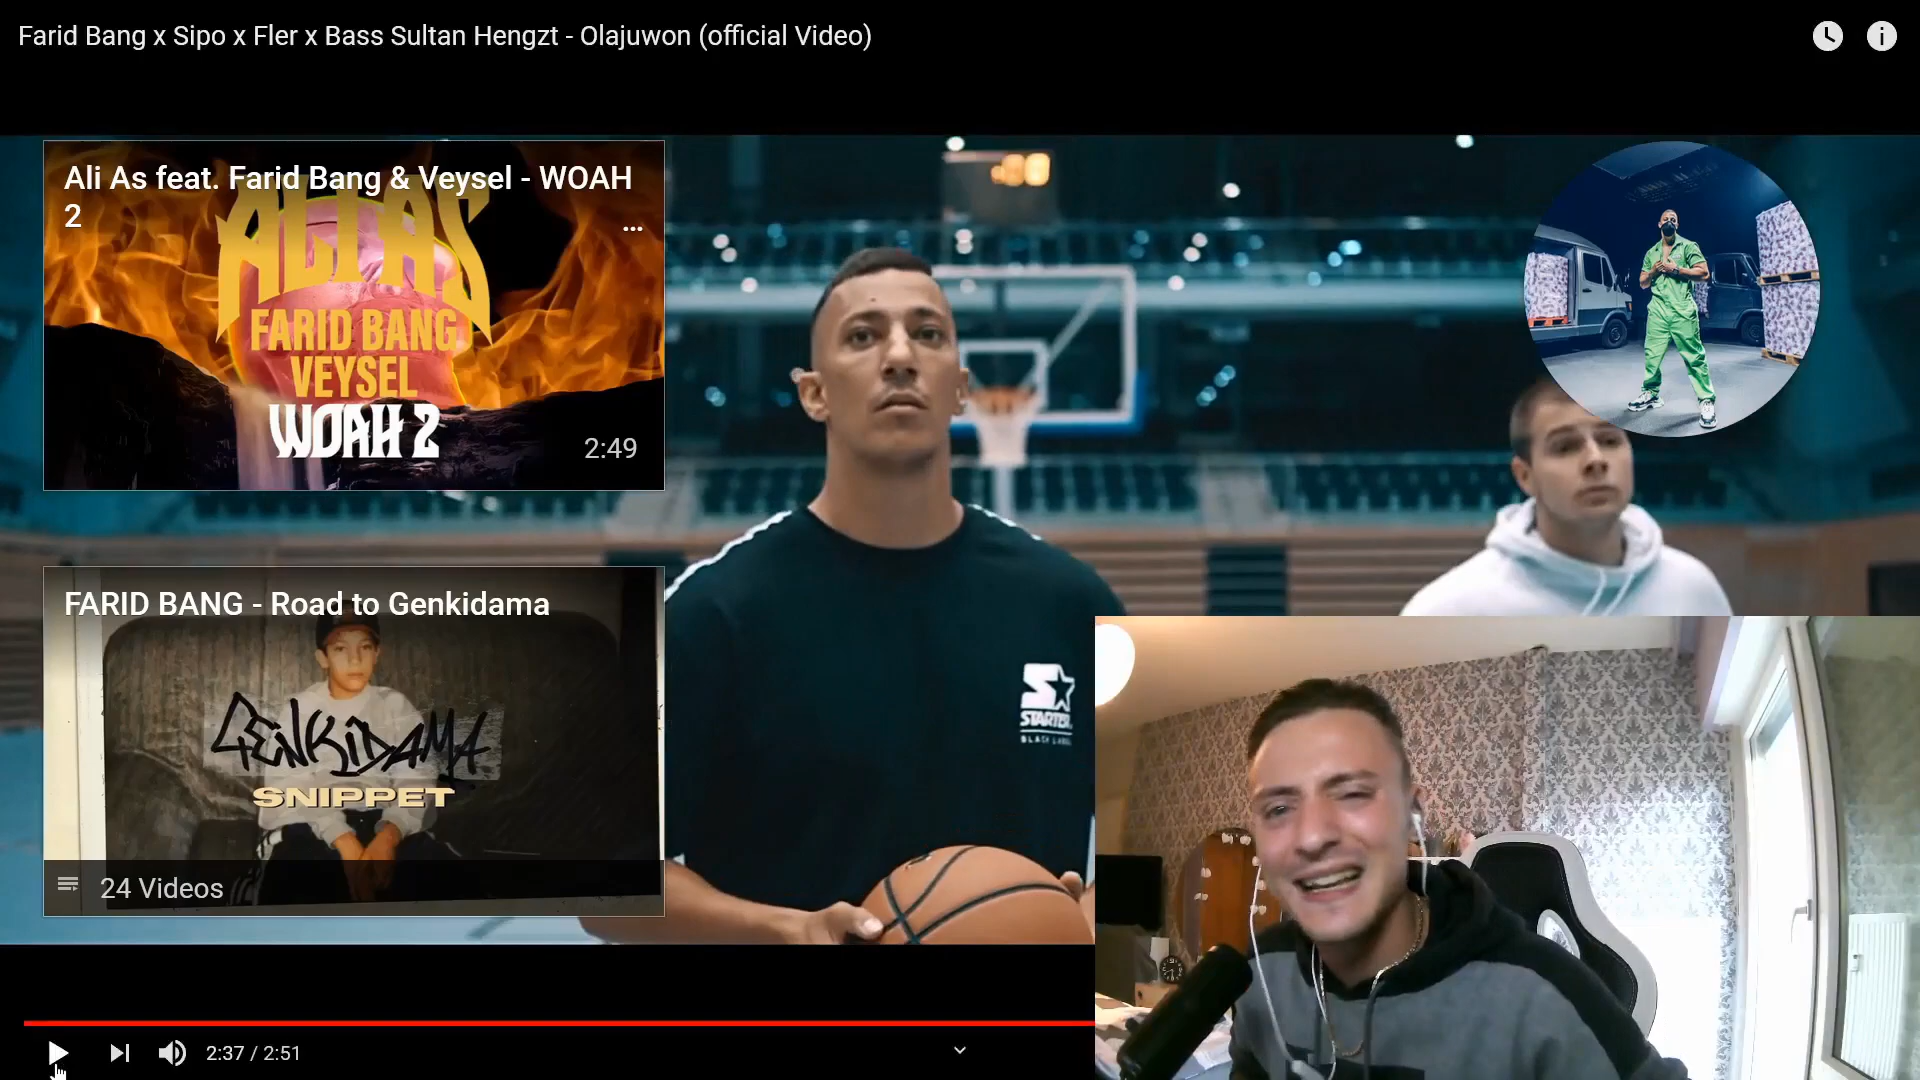 Farid Bang x Sipo x Fler x Bass Sultan Hengzt - Olajuwon (official Video)
Ali As feat. Farid Bang & Veysel - WOAH
2
ALI AS
FARID BANG
VEYSEL
WOAH 2
2:49
FARID BANG - Road to Genkidama
GENKIDAMA
SNIPPET
24 Videos
STARTER
BLACK LABEL
2:37 / 2:51